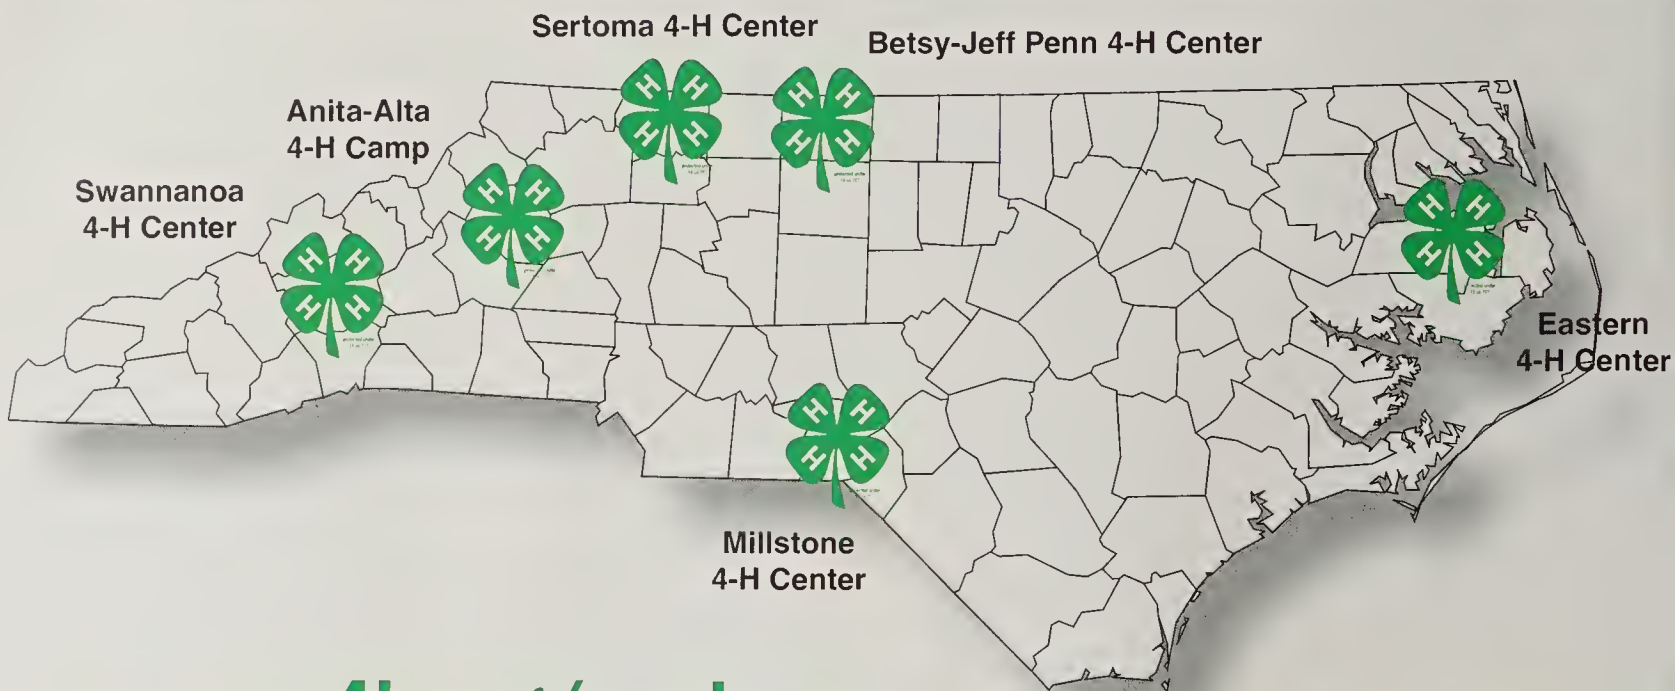 Sertoma 4-H Center
Betsy-Jeff Penn 4-H Center
Anita-Alta
4-H Camp
Swannanoa
4-H Center
Eastern
4-H Center
Millstone
4-H Center
H H
H H
H H
H H
H H
H H
H H
H H
H H
H H
H H
H H